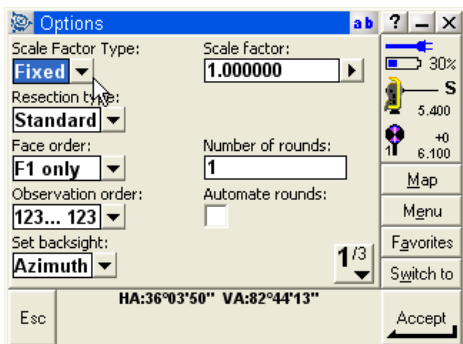 Options ab ? – X
Scale Factor Type: Scale factor:
Fixed 1.000000
30%
Resection type:
Standard
S
5.400
Face order: Number of rounds:
F1 only 1
+0
1 6.100
Observation order: Automate rounds:
123... 123
Map
Menu
Set backsight:
Azimuth
1/3
Favorites
Switch to
HA:36°03'50" VA:82°44'13"
Esc Accept